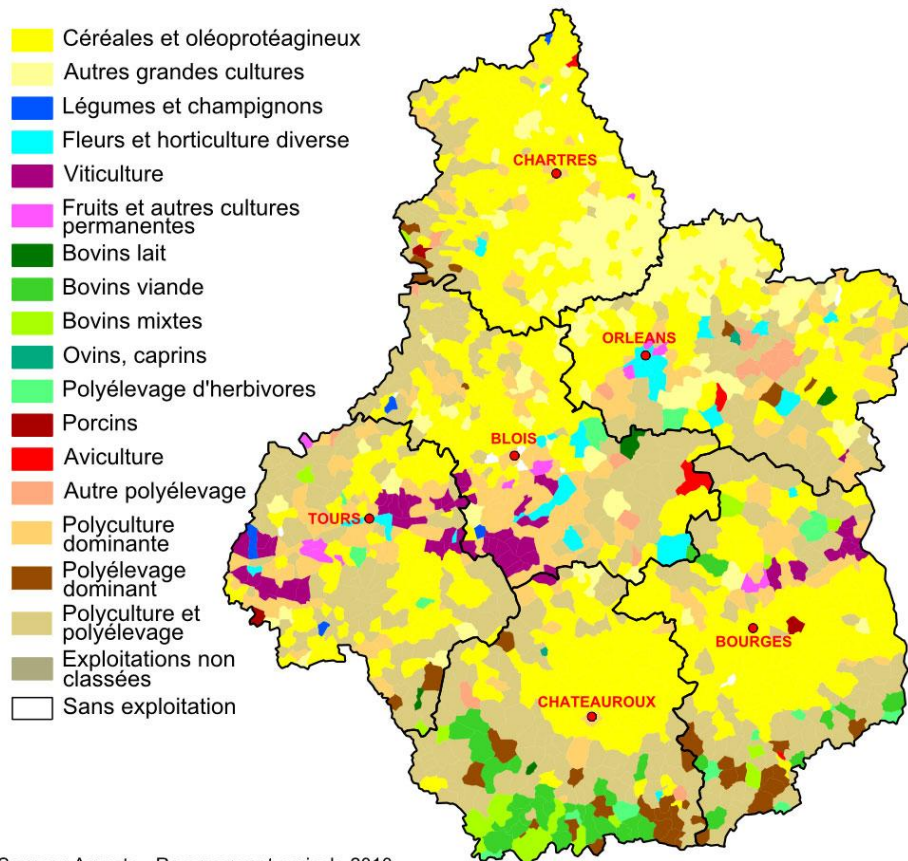 Céréales et oléoprotéagineux
Autres grandes cultures
Légumes et champignons
Fleurs et horticulture diverse
Viticulture
Fruits et autres cultures
permanentes
Bovins lait
Bovins viande
Bovins mixtes
Ovins, caprins
Polyélevage d'herbivores
Porcins
Aviculture
Autre polyélevage
Polyculture
dominante
Polyélevage
dominant
Polyculture et
polyélevage
Exploitations non
classées
Sans exploitation
CHARTRES
ORLEANS
BLOIS
TOURS
BOURGES
CHATEAUROUX